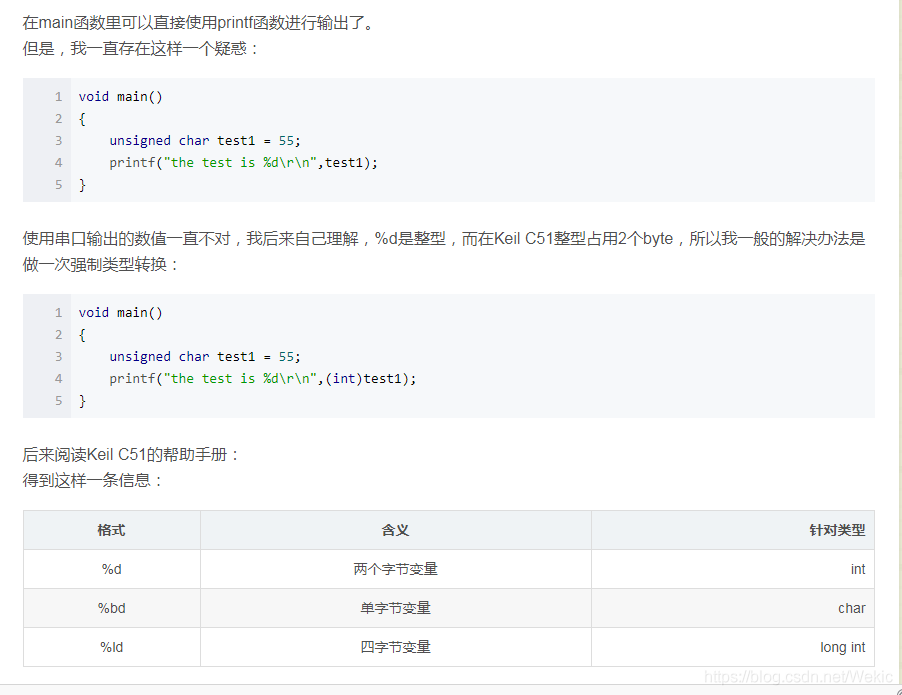 在main函数里可以直接使用printf函数进行输出了。
但是，我一直存在这样一个疑惑：
1 void main()
2 {
3     unsigned char test1 = 55;
4     printf("the test is %d\r\n",test1);
5 }
使用串口输出的数值一直不对，我后来自己理解，%d是整型，而在Keil C51整型占用2个byte，所以我一般的解决办法是
做一次强制类型转换：
1 void main()
2 {
3     unsigned char test1 = 55;
4     printf("the test is %d\r\n",(int)test1);
5 }
后来阅读Keil C51的帮助手册：
得到这样一条信息：
格式 含义 针对类型
%d 两个字节变量 int
%bd 单字节变量 char
%ld 四字节变量 long int
https://blog.csdn.net/Wekic